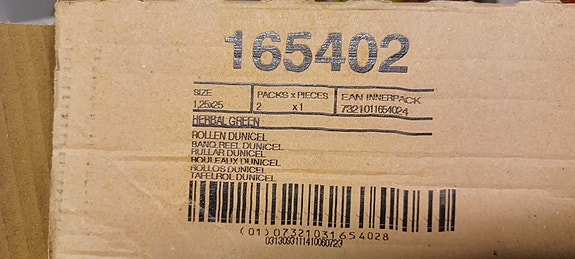 165402
SIZE PACKS x PIECES EAN INNERPACK
1,25x25 2 x1 7321011654024
HERBAL GREEN
ROLLEN DUNICEL
BANQ REEL DUNICEL
RULLAR DUNICEL
ROULEAUX DUNICEL
ROLLOS DUNICEL
TAFELROL DUNICEL
(01)07321031654028
0313093111410060723